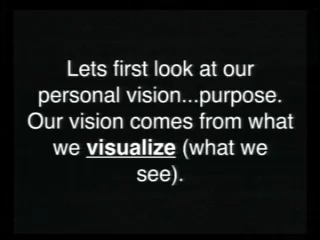 Lets first look at our
personal vision...purpose.
Our vision comes from what
we visualize (what we
see).